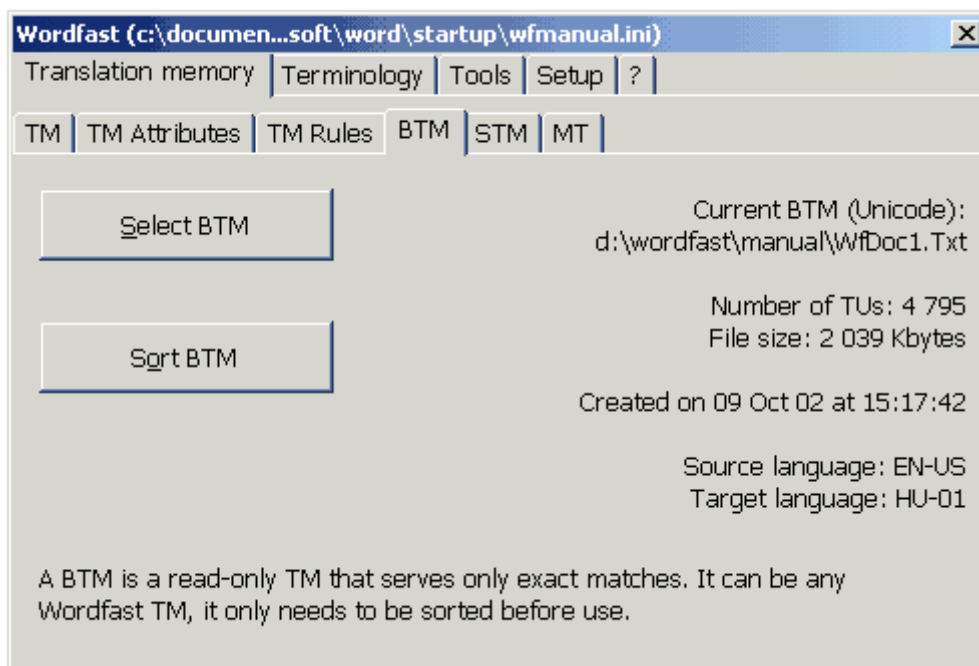 Wordfast (c:\documen...soft\word\startup\wfmanual.ini)
Translation memory Terminology Tools Setup ?
TM TM Attributes TM Rules BTM STM MT
Select BTM
Current BTM (Unicode):
d:\wordfast\manual\WfDoc1.Txt
Number of TUs: 4 795
File size: 2 039 Kbytes
Sort BTM
Created on 09 Oct 02 at 15:17:42
Source language: EN-US
Target language: HU-01
A BTM is a read-only TM that serves only exact matches. It can be any
Wordfast TM, it only needs to be sorted before use.